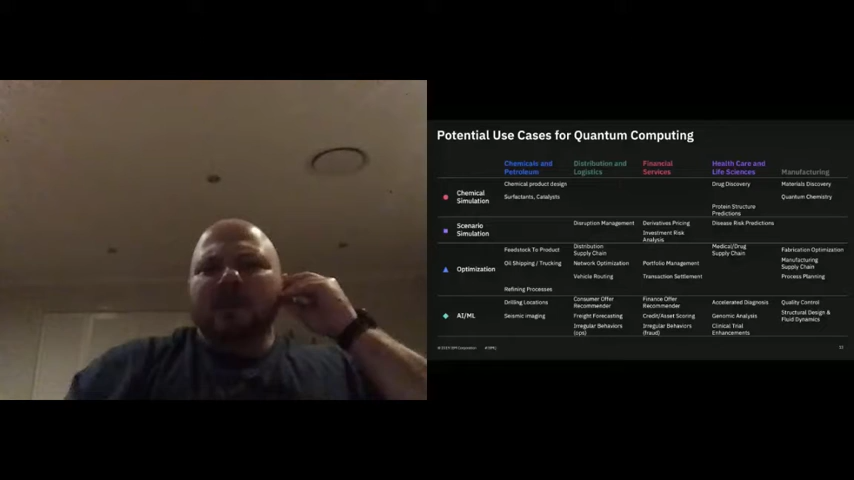 Potential Use Cases for Quantum Computing
Chemicals and Petroleum
Distribution and Logistics
Financial Services
Health Care and Life Sciences
Manufacturing
Chemical Simulation
Chemical product design
Drug Discovery
Materials Discovery
Surfactants, Catalysts
Quantum Chemistry
Protein Structure Predictions
Scenario Simulation
Disruption Management
Derivatives Pricing
Disease Risk Predictions
Investment Risk Analysis
Optimization
Feedstock To Product
Distribution Supply Chain
Medical/Drug Supply Chain
Fabrication Optimization
Oil Shipping / Trucking
Network Optimization
Portfolio Management
Manufacturing Supply Chain
Vehicle Routing
Transaction Settlement
Process Planning
Refining Processes
AI/ML
Drilling Locations
Consumer Offer Recommender
Finance Offer Recommender
Accelerated Diagnosis
Quality Control
Seismic imaging
Freight Forecasting
Credit/Asset Scoring
Genomic Analysis
Structural Design & Fluid Dynamics
Irregular Behaviors (ops)
Irregular Behaviors (fraud)
Clinical Trial Enhancements
IBM Corporation